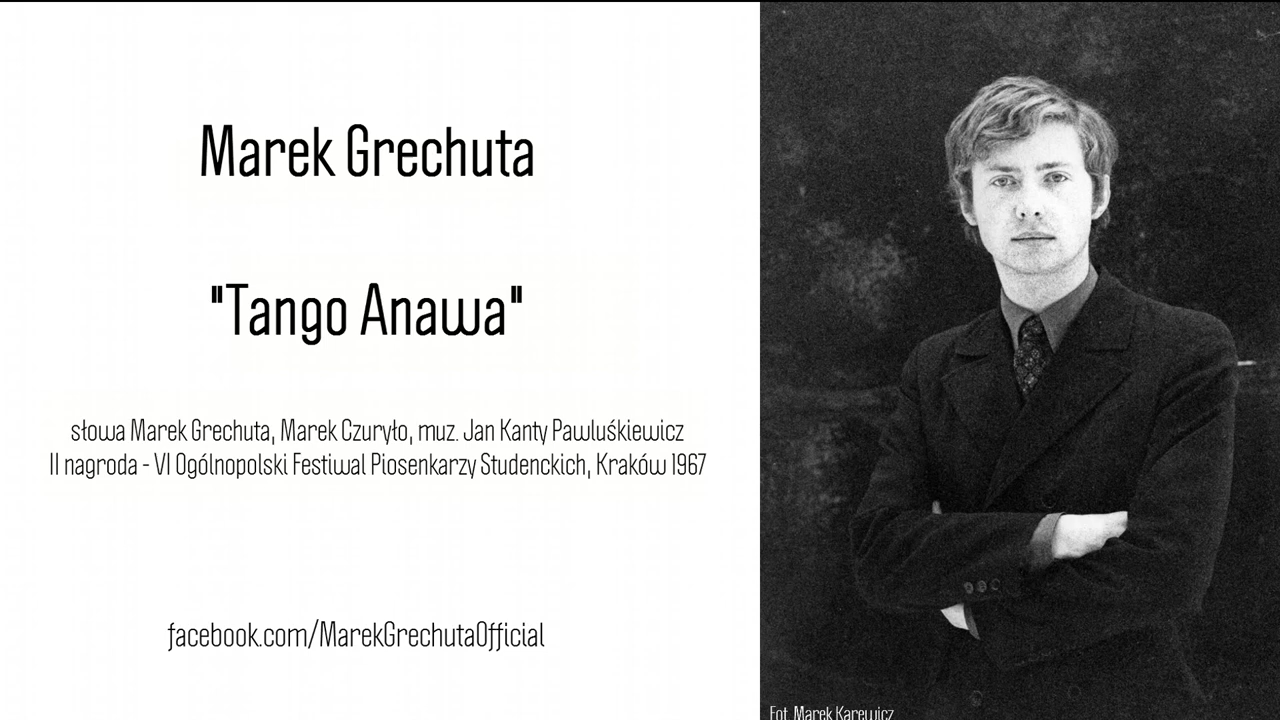 Marek Grechuta
"Tango Anawa"
słowa Marek Grechuta, Marek Czuryło, muz. Jan Kanty Pawluśkiewicz
II nagroda - VI Ogólnopolski Festiwal Piosenkarzy Studenckich, Kraków 1967
facebook.com/MarekGrechutaOfficial
Fot. Marek Karewicz